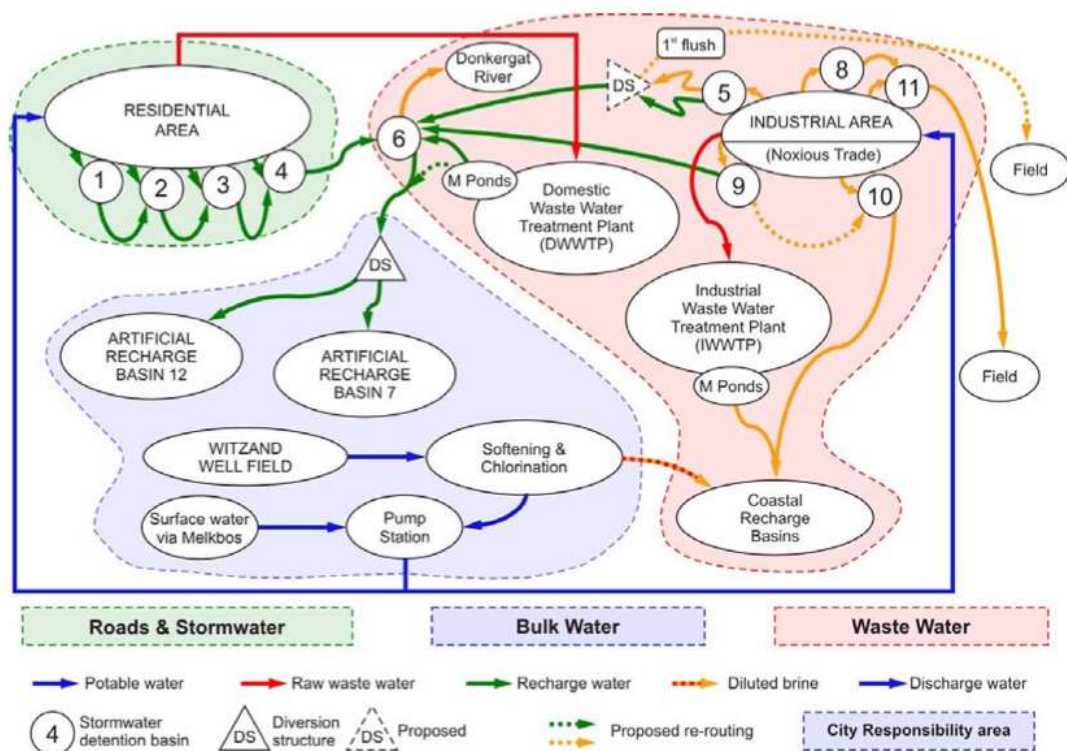 RESIDENTIAL
AREA
1
2
3
4
Donkergat
River
6
1st flush
DS
5
8
11
INDUSTRIAL AREA
(Noxious Trade)
9
10
Field
M Ponds
Domestic
Waste Water
Treatment Plant
(DWWTP)
Industrial
Waste Water
Treatment Plant
(IWWTP)
M Ponds
Field
DS
ARTIFICIAL
RECHARGE
BASIN 12
ARTIFICIAL
RECHARGE
BASIN 7
WITZAND
WELL FIELD
Softening &
Chlorination
Surface water
via Melkbos
Pump
Station
Coastal
Recharge
Basins
Roads & Stormwater
Bulk Water
Waste Water
Potable water
Raw waste water
Recharge water
Diluted brine
Discharge water
4
Stormwater
detention basin
DS
Diversion
structure
DS
Proposed
Proposed re-routing
City Responsibility area